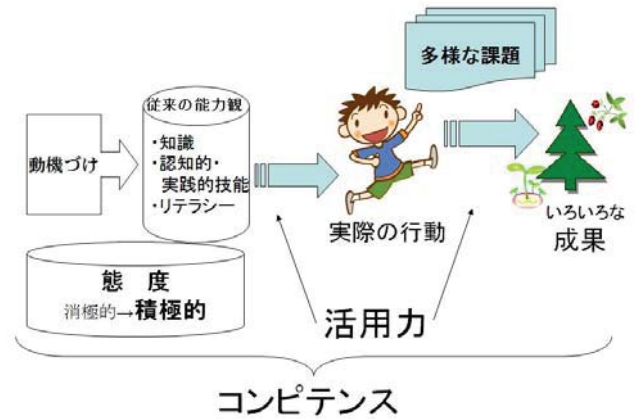 多様な課題
従来の能力観
・知識
・認知的・
実践的技能
・リテラシー
動機づけ
実際の行動
いろいろな
成果
態 度
消極的→積極的
活用力
コンピテンス